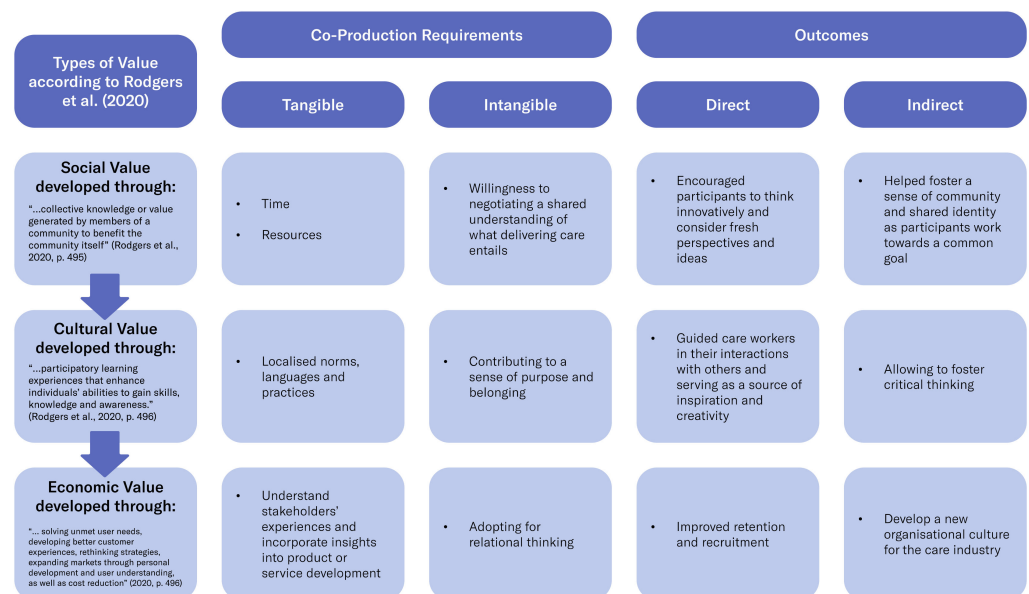 Co-Production Requirements
Outcomes
Types of Value
according to Rodgers
et al. (2020)
Tangible
Intangible
Direct
Indirect
Social Value
developed through:
“...collective knowledge or value
generated by members of a
community to benefit the
community itself” (Rodgers et al.,
2020, p. 495)
• Time
• Resources
• Willingness to
negotiating a shared
understanding of
what delivering care
entails
• Encouraged
participants to think
innovatively and
consider fresh
perspectives and
ideas
• Helped foster a
sense of community
and shared identity
as participants work
towards a common
goal
Cultural Value
developed through:
“...participatory learning
experiences that enhance
individuals’ abilities to gain skills,
knowledge and awareness.”
(Rodgers et al., 2020, p. 496)
• Localised norms,
languages and
practices
• Contributing to a
sense of purpose and
belonging
• Guided care workers
in their interactions
with others and
serving as a source of
inspiration and
creativity
• Allowing to foster
critical thinking
Economic Value
developed through:
“... solving unmet user needs,
developing better customer
experiences, rethinking strategies,
expanding markets through personal
development and user understanding,
as well as cost reduction” (2020, p. 496)
• Understand
stakeholders’
experiences and
incorporate insights
into product or
service development
• Adopting for
relational thinking
• Improved retention
and recruitment
• Develop a new
organisational culture
for the care industry